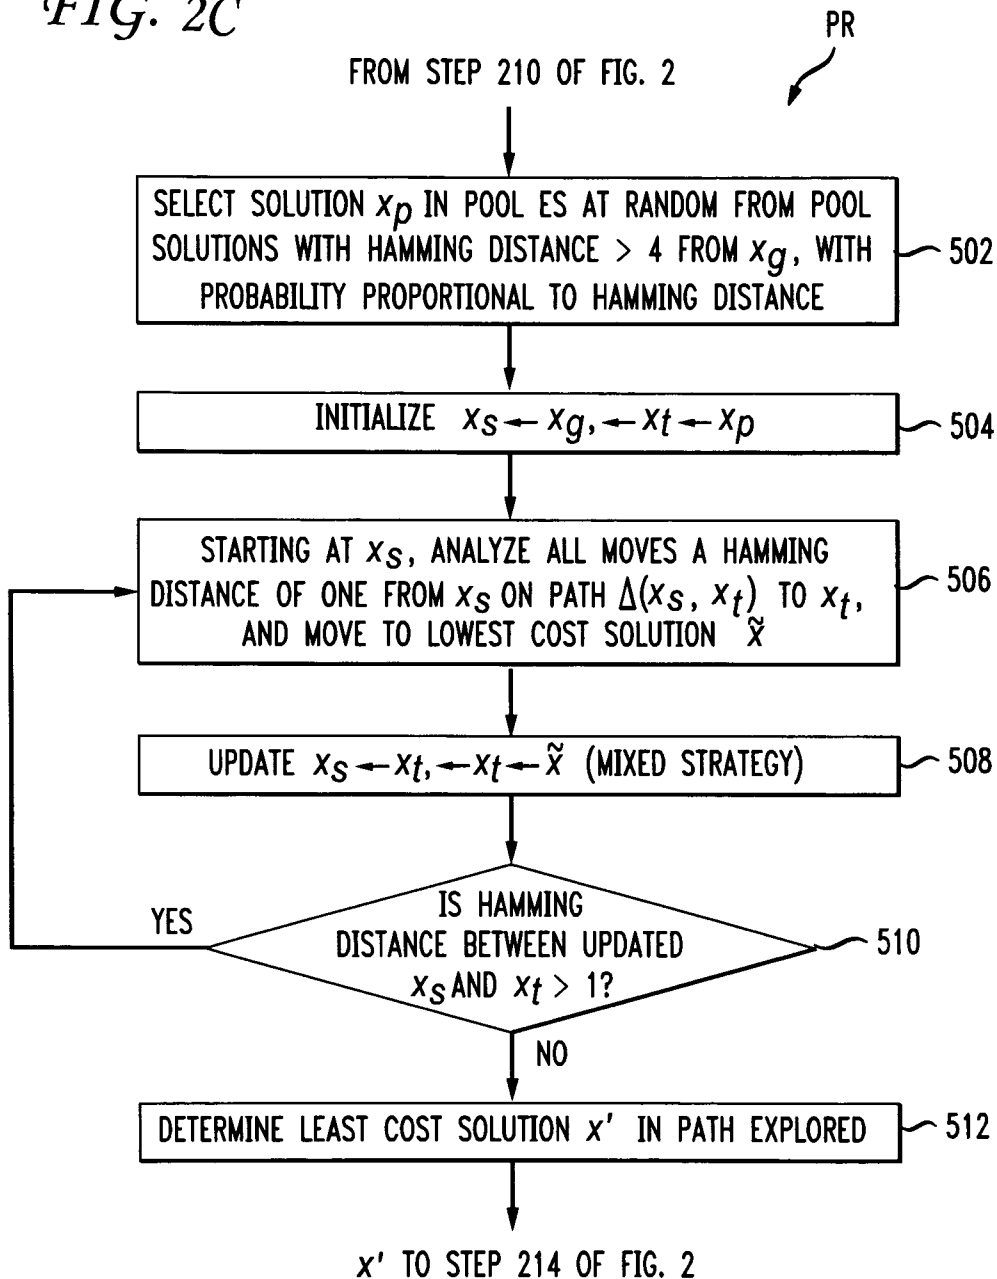 FIG. 2C
PR
FROM STEP 210 OF FIG. 2
SELECT SOLUTION xp IN POOL ES AT RANDOM FROM POOL
SOLUTIONS WITH HAMMING DISTANCE > 4 FROM xg, WITH
PROBABILITY PROPORTIONAL TO HAMMING DISTANCE
502
INITIALIZE xs ← xg, ← xt ← xp
504
STARTING AT xs, ANALYZE ALL MOVES A HAMMING
DISTANCE OF ONE FROM xs ON PATH Δ(xs, xt) TO xt,
AND MOVE TO LOWEST COST SOLUTION x̃
506
UPDATE xs ← xt, ← xt ← x̃ (MIXED STRATEGY)
508
YES
IS HAMMING
DISTANCE BETWEEN UPDATED
xs AND xt > 1?
510
NO
DETERMINE LEAST COST SOLUTION x' IN PATH EXPLORED
512
x' TO STEP 214 OF FIG. 2